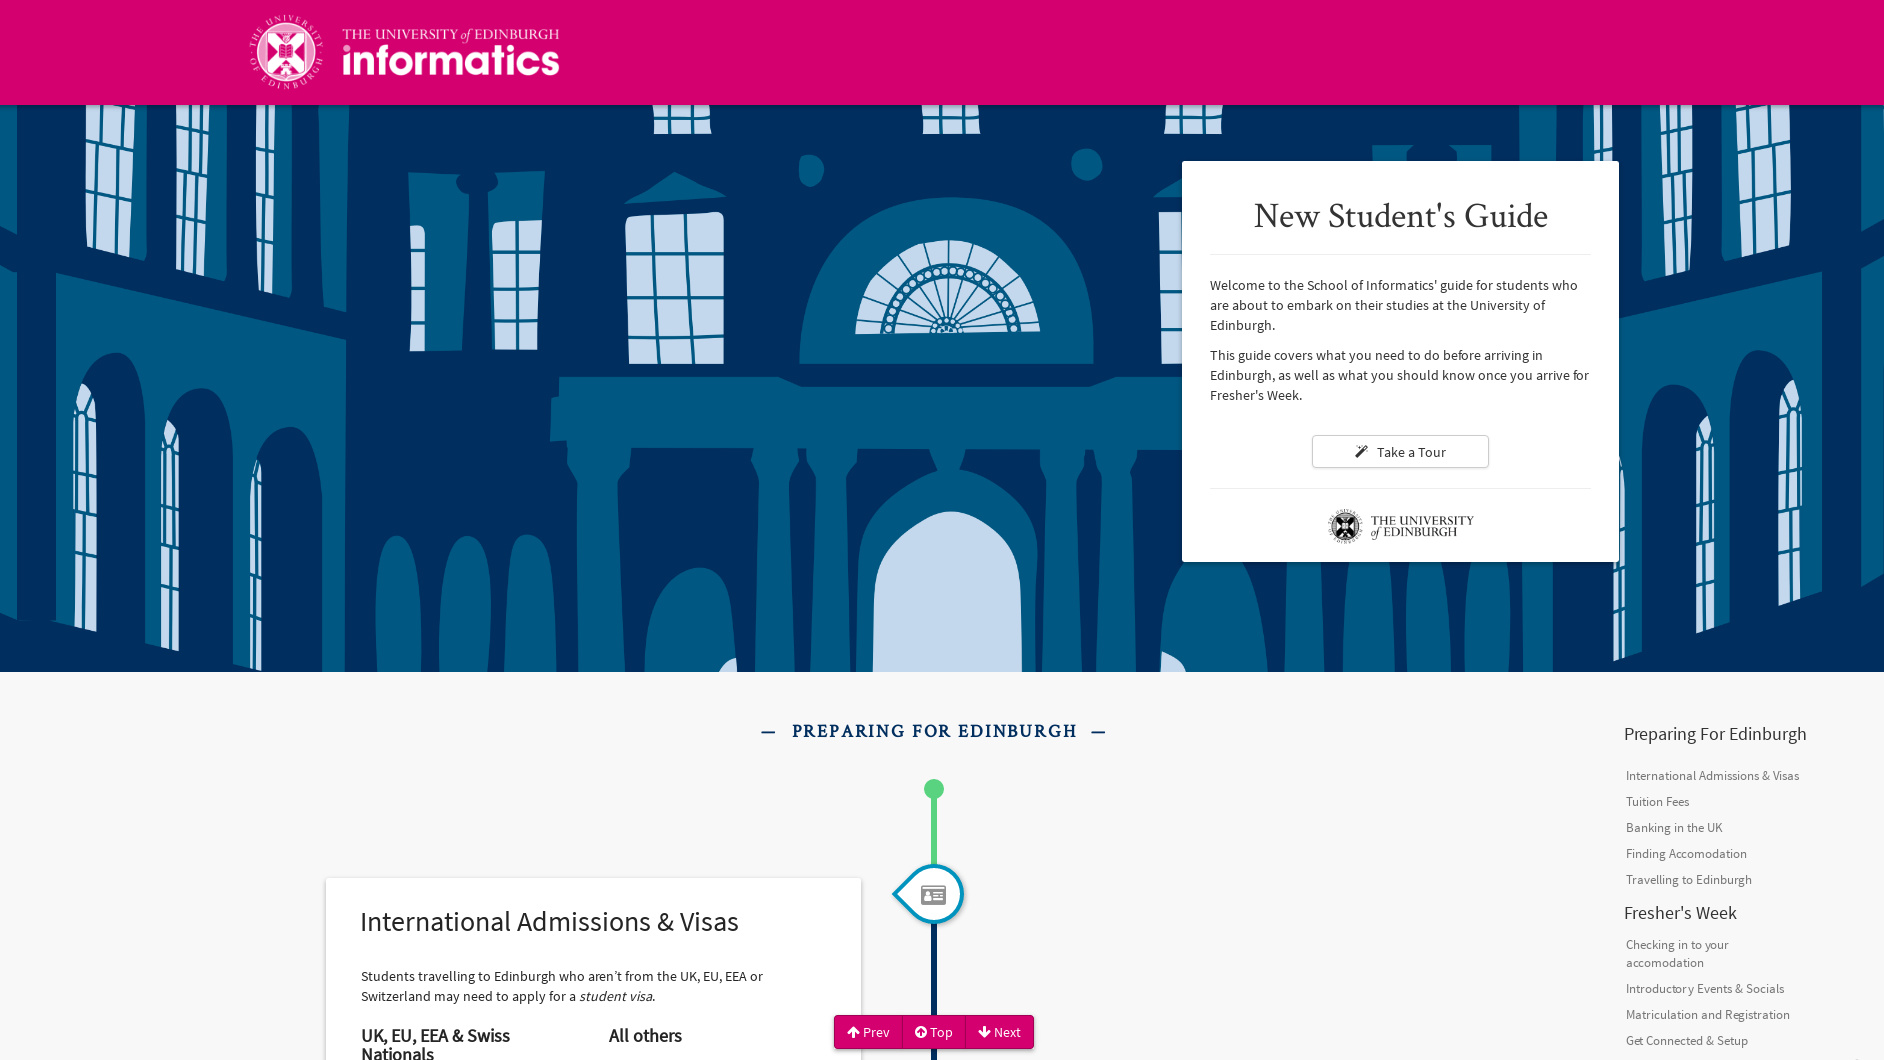 THE UNIVERSITY of EDINBURGH
informatics
New Student's Guide
Welcome to the School of Informatics' guide for students who
are about to embark on their studies at the University of
Edinburgh.
This guide covers what you need to do before arriving in
Edinburgh, as well as what you should know once you arrive for
Fresher's Week.
Take a Tour
THE UNIVERSITY
of EDINBURGH
— PREPARING FOR EDINBURGH —
International Admissions & Visas
Students travelling to Edinburgh who aren't from the UK, EU, EEA or
Switzerland may need to apply for a student visa.
UK, EU, EEA & Swiss
Nationals
All others
Prev
Top
Next
Preparing For Edinburgh
International Admissions & Visas
Tuition Fees
Banking in the UK
Finding Accomodation
Travelling to Edinburgh
Fresher's Week
Checking in to your
accomodation
Introductory Events & Socials
Matriculation and Registration
Get Connected & Setup